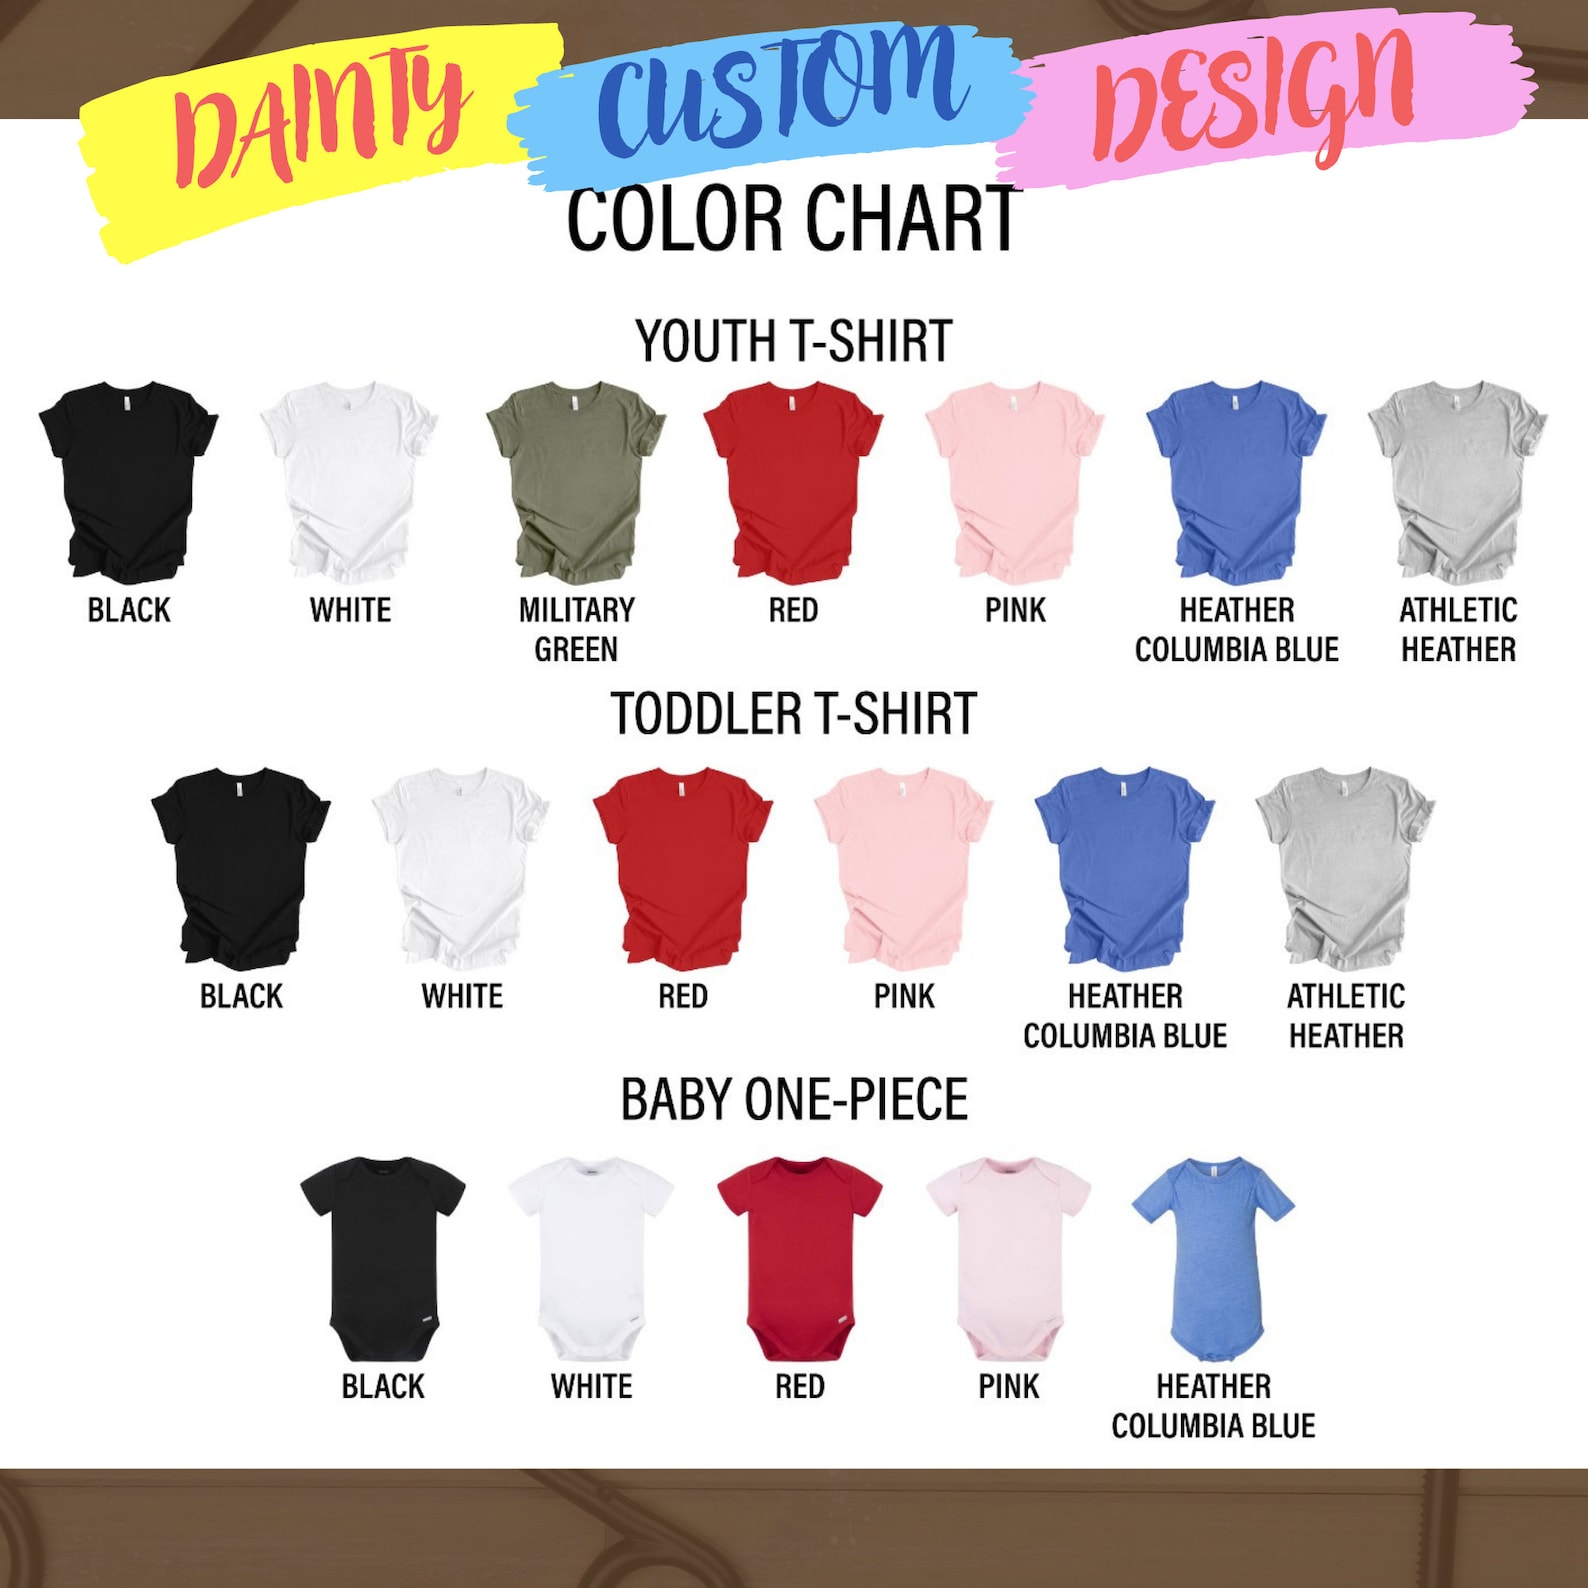 DAINTY CUSTOM DESIGN
COLOR CHART
YOUTH T-SHIRT
BLACK
WHITE
MILITARY
GREEN
RED
PINK
HEATHER
COLUMBIA BLUE
ATHLETIC
HEATHER
TODDLER T-SHIRT
BLACK
WHITE
RED
PINK
HEATHER
COLUMBIA BLUE
ATHLETIC
HEATHER
BABY ONE-PIECE
BLACK
WHITE
RED
PINK
HEATHER
COLUMBIA BLUE